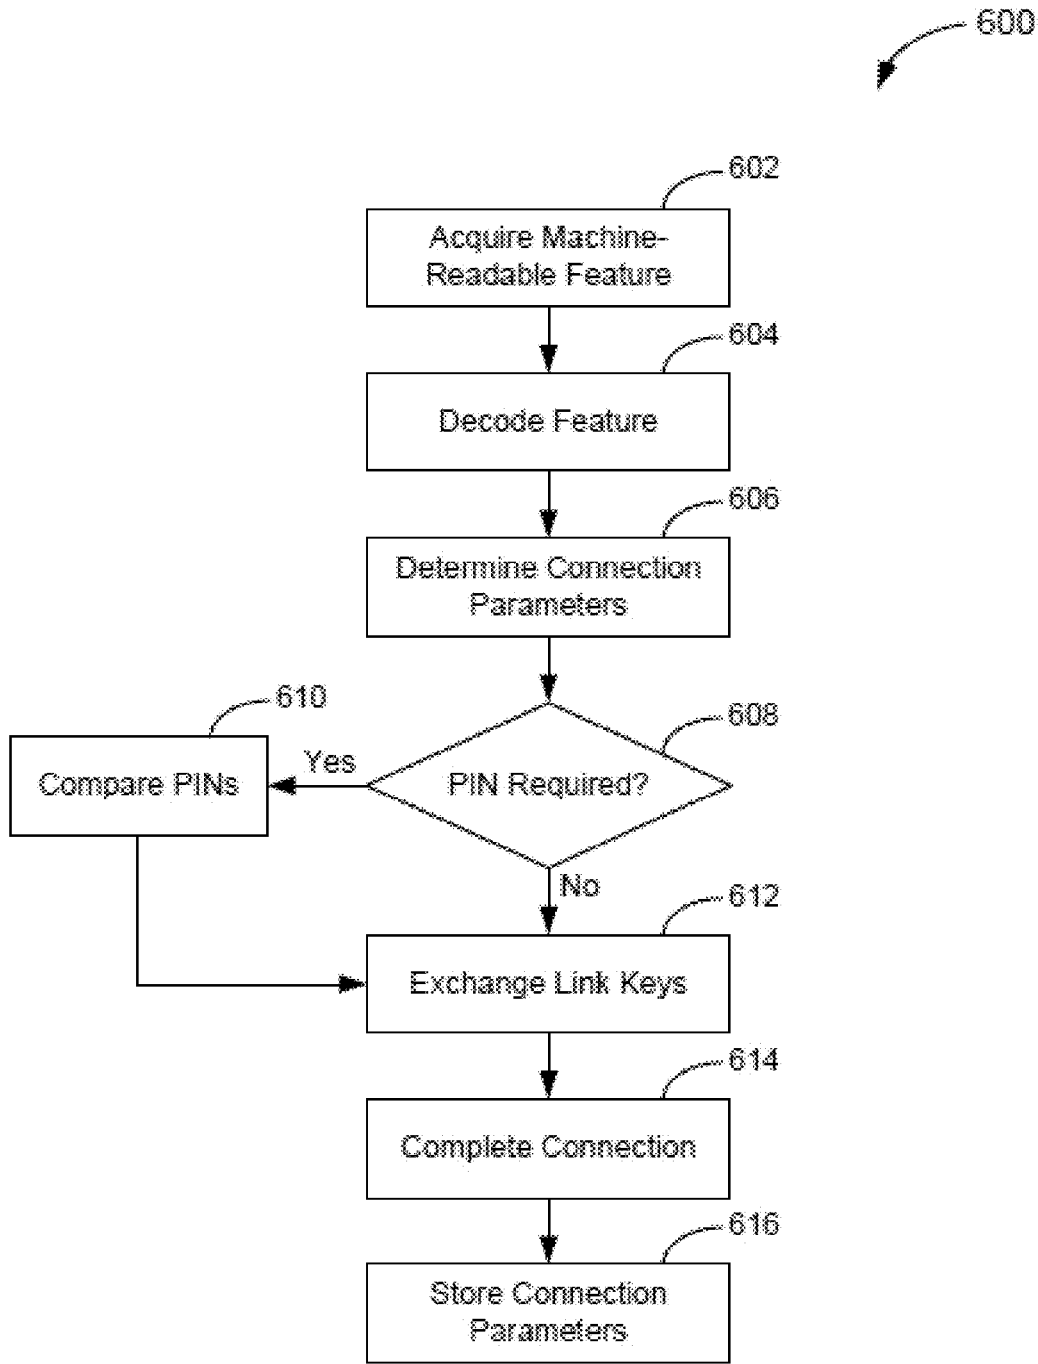 600
602
Acquire Machine-
Readable Feature
604
Decode Feature
606
Determine Connection
Parameters
608
PIN Required?
610
Yes
Compare PINs
No
612
Exchange Link Keys
614
Complete Connection
616
Store Connection
Parameters